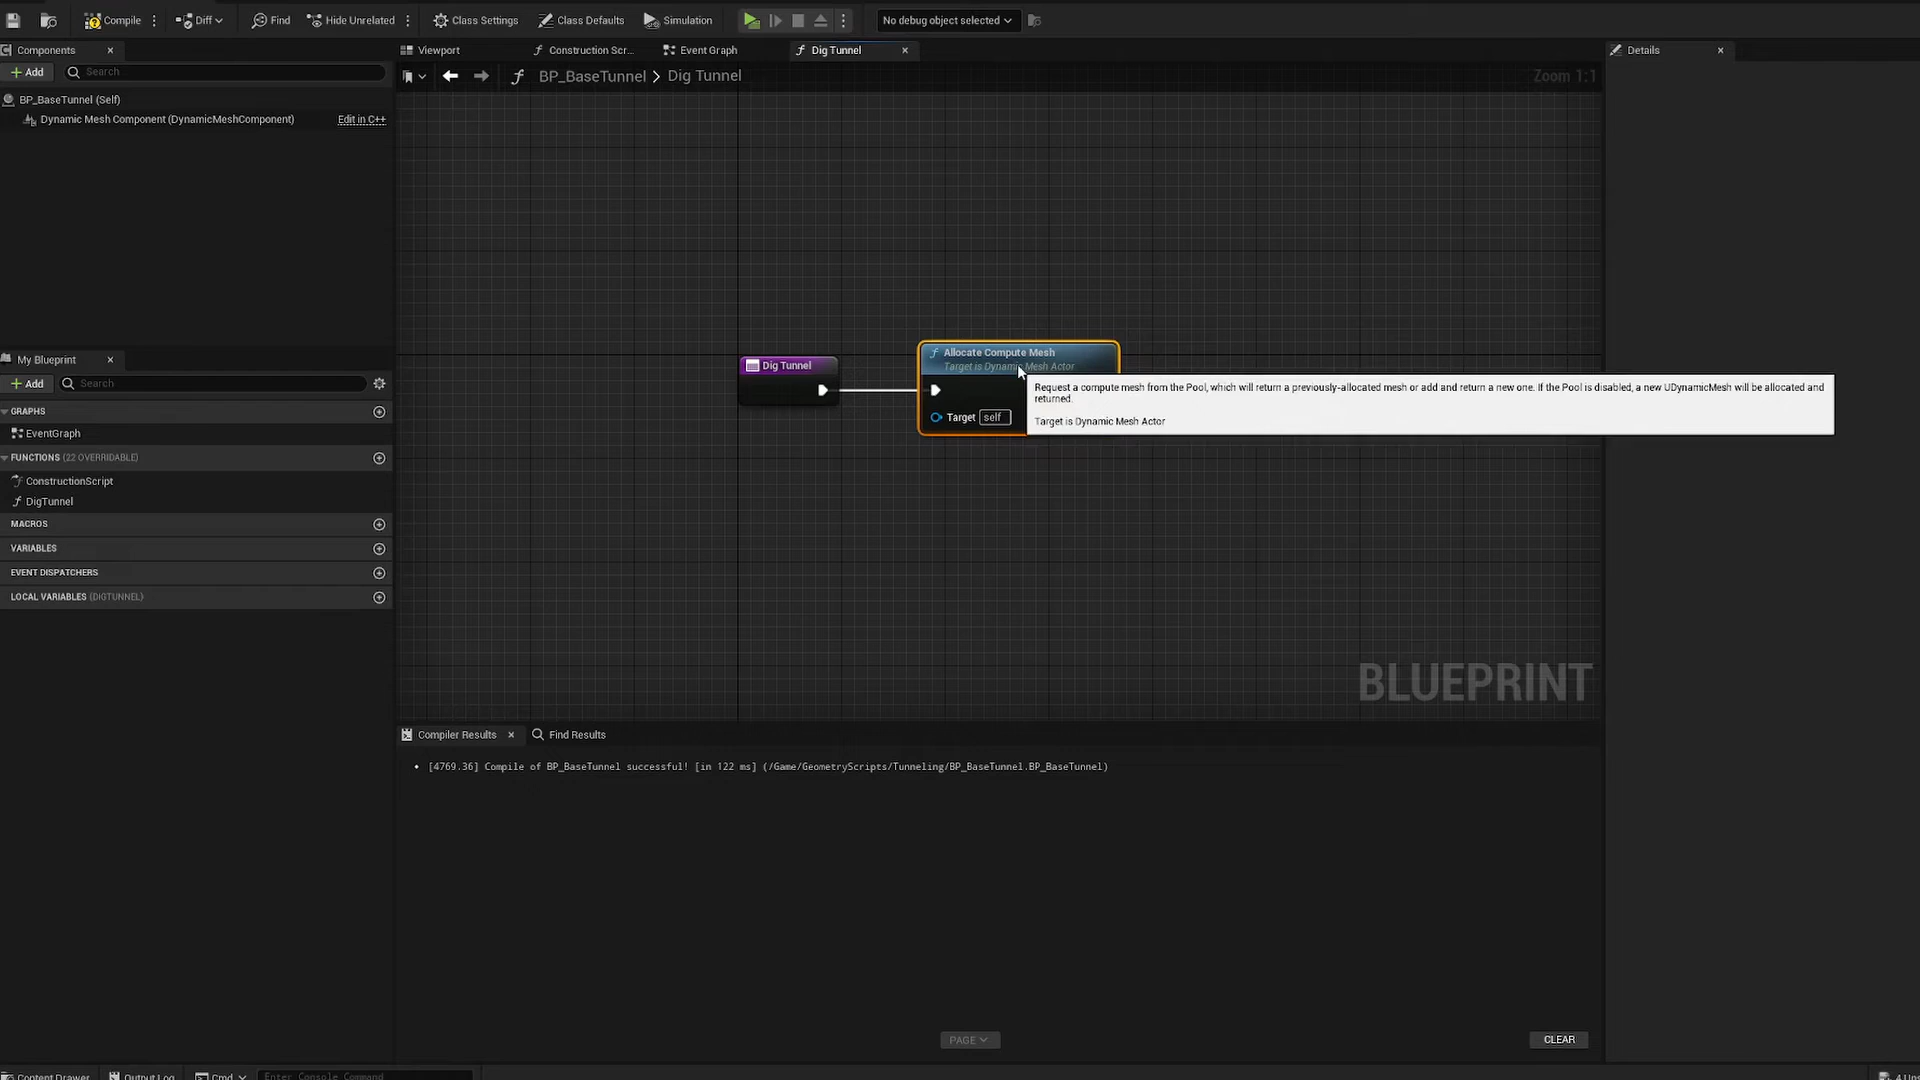 Compile
Diff
Find
Hide Unrelated
Class Settings
Class Defaults
Simulation
No debug object selected
Components
Viewport
Construction Scr...
Event Graph
Dig Tunnel
Details
Add
Search
BP_BaseTunnel > Dig Tunnel
Zoom 1:1
BP_BaseTunnel (Self)
Dynamic Mesh Component (DynamicMeshComponent)
Edit in C++
My Blueprint
Add
Search
GRAPHS
EventGraph
FUNCTIONS (22 OVERRIDABLE)
ConstructionScript
DigTunnel
MACROS
VARIABLES
EVENT DISPATCHERS
LOCAL VARIABLES (DIGTUNNEL)
Dig Tunnel
Allocate Compute Mesh
Target is Dynamic Mesh Actor
Target self
Request a compute mesh from the Pool, which will return a previously-allocated mesh or add and return a new one. If the Pool is disabled, a new UDynamicMesh will be allocated and
returned.
Target is Dynamic Mesh Actor
BLUEPRINT
Compiler Results
Find Results
• [4769.36] Compile of BP_BaseTunnel successful! [in 122 ms] (/Game/GeometryScripts/Tunneling/BP_BaseTunnel.BP_BaseTunnel)
PAGE
CLEAR
Content Drawer
Output Log
Cmd
Enter Console Command